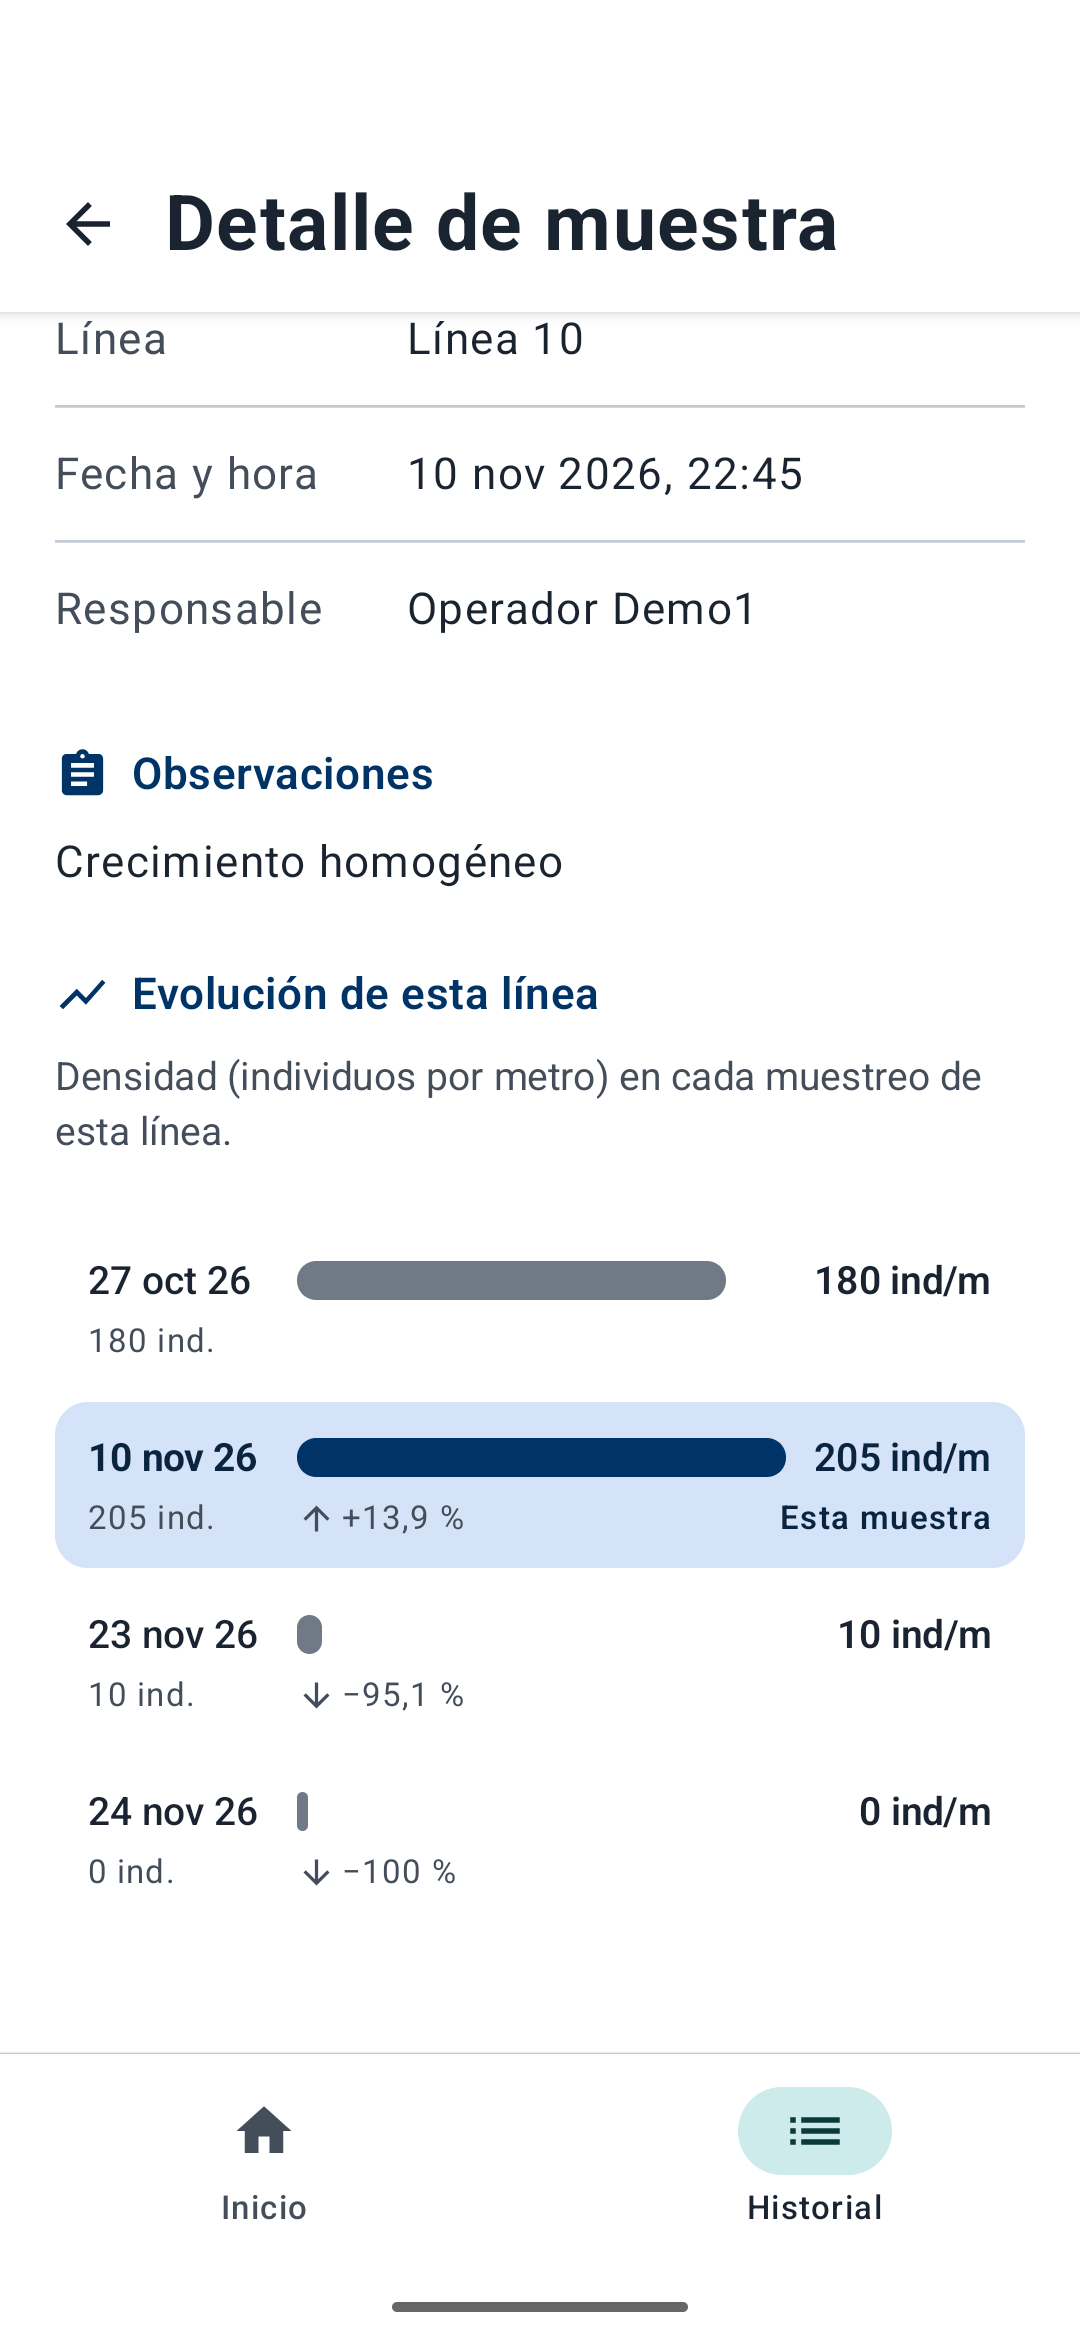 Detalle de muestra
Línea Línea 10
Fecha y hora 10 nov 2026, 22:45
Responsable Operador Demo1
Observaciones
Crecimiento homogéneo
Evolución de esta línea
Densidad (individuos por metro) en cada muestreo de
esta línea.
27 oct 26 180 ind/m
180 ind.
10 nov 26 205 ind/m
205 ind. ↑ +13,9 % Esta muestra
23 nov 26 10 ind/m
10 ind. ↓ −95,1 %
24 nov 26 0 ind/m
0 ind. ↓ −100 %
Inicio Historial